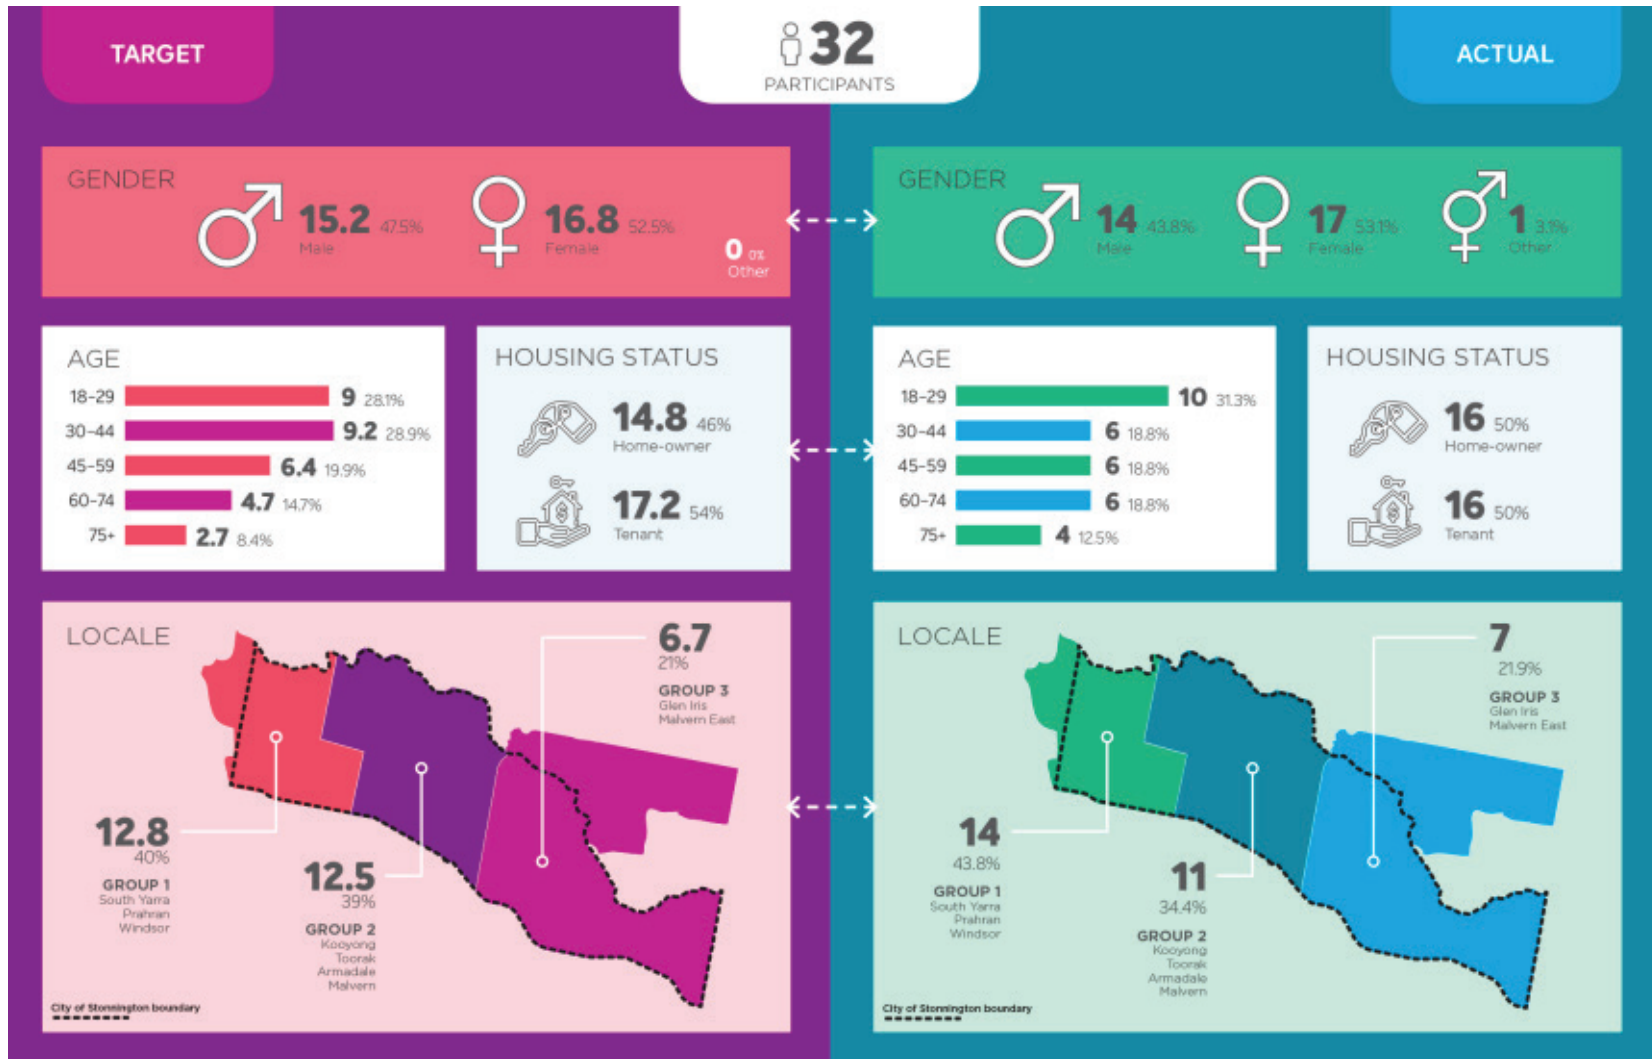 TARGET
32
PARTICIPANTS
ACTUAL
GENDER
15.2 47.5%
Male
16.8 52.5%
Female
0 0%
Other
GENDER
14 43.8%
Male
17 53.1%
Female
1 3.1%
Other
AGE
18-29 9 28.1%
30-44 9.2 28.9%
45-59 6.4 19.9%
60-74 4.7 14.7%
75+ 2.7 8.4%
HOUSING STATUS
14.8 46%
Home-owner
17.2 54%
Tenant
AGE
18-29 10 31.3%
30-44 6 18.8%
45-59 6 18.8%
60-74 6 18.8%
75+ 4 12.5%
HOUSING STATUS
16 50%
Home-owner
16 50%
Tenant
LOCALE
6.7
21%
GROUP 3
Glen Iris
Malvern East
12.8
40%
GROUP 1
South Yarra
Prahran
Windsor
12.5
39%
GROUP 2
Kooyong
Toorak
Armadale
Malvern
City of Stonnington boundary
LOCALE
7
21.9%
GROUP 3
Glen Iris
Malvern East
14
43.8%
GROUP 1
South Yarra
Prahran
Windsor
11
34.4%
GROUP 2
Kooyong
Toorak
Armadale
Malvern
City of Stonnington boundary